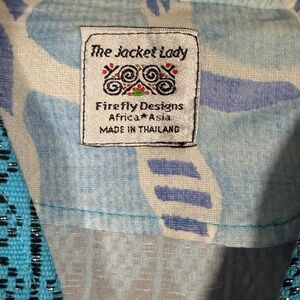 The Jacket Lady
Firefly Designs
Africa★Asia
MADE IN THAILAND